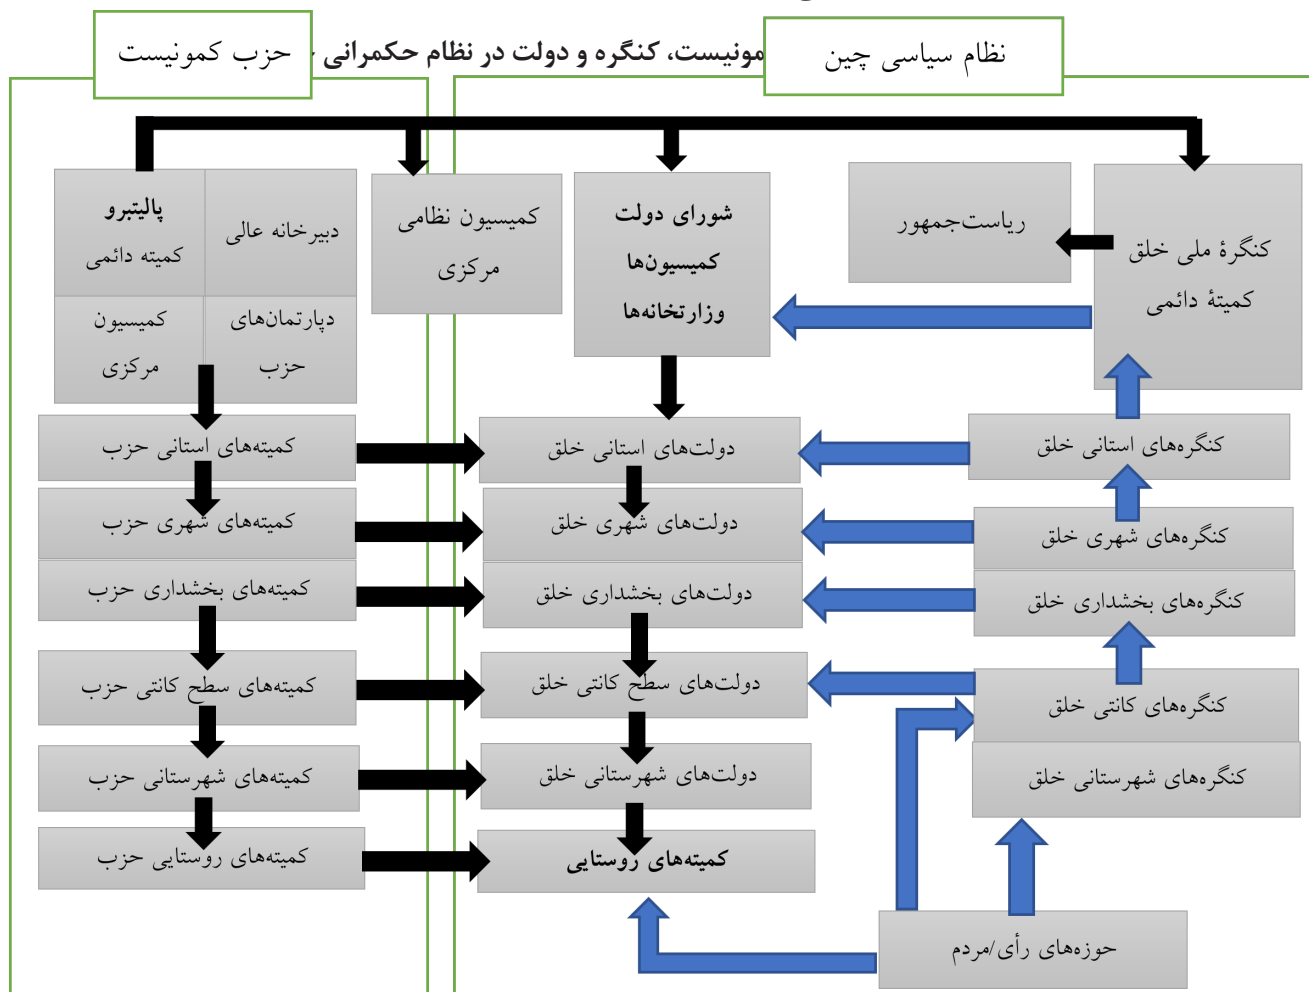 مونیست، کنگره و دولت در نظام حکمرانی
نظام سیاسی چین
حزب کمونیست
کنگرهٔ ملی خلق
کمیتهٔ دائمی
ریاست‌جمهور
شورای دولت
کمیسیون‌ها
وزارتخانه‌ها
کمیسیون نظامی
مرکزی
دبیرخانه عالی
پالیتبرو
کمیته دائمی
دپارتمان‌های
حزب
کمیسیون
مرکزی
کنگره‌های استانی خلق
دولت‌های استانی خلق
کمیته‌های استانی حزب
کنگره‌های شهری خلق
دولت‌های شهری خلق
کمیته‌های شهری حزب
کنگره‌های بخشداری خلق
دولت‌های بخشداری خلق
کمیته‌های بخشداری حزب
کنگره‌های کانتی خلق
دولت‌های سطح کانتی خلق
کمیته‌های سطح کانتی حزب
کنگره‌های شهرستانی خلق
دولت‌های شهرستانی خلق
کمیته‌های شهرستانی حزب
کمیته‌های روستایی
کمیته‌های روستایی حزب
حوزه‌های رأی/مردم